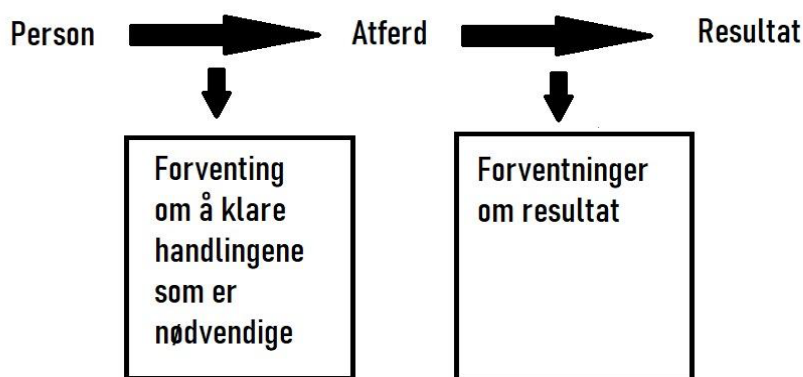 Person Atferd Resultat
Forventing
om å klare
handlingene
som er
nødvendige
Forventninger
om resultat